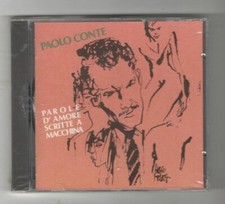 PAOLO CONTE
PAROLE
D'AMORE
SCRITTE A
MACCHINA